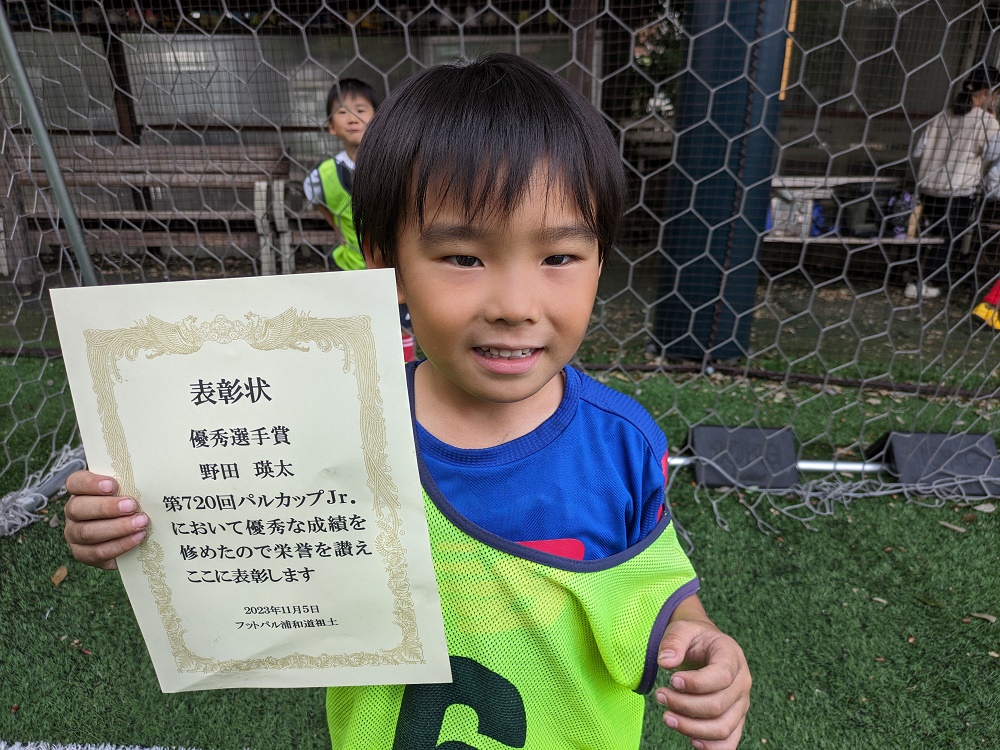 表彰状
優秀選手賞
野田 瑛太
第720回パルカップJr.
において優秀な成績を
修めたので栄誉を讃え
ここに表彰します
2023年11月5日
フットパル浦和道祖土
6